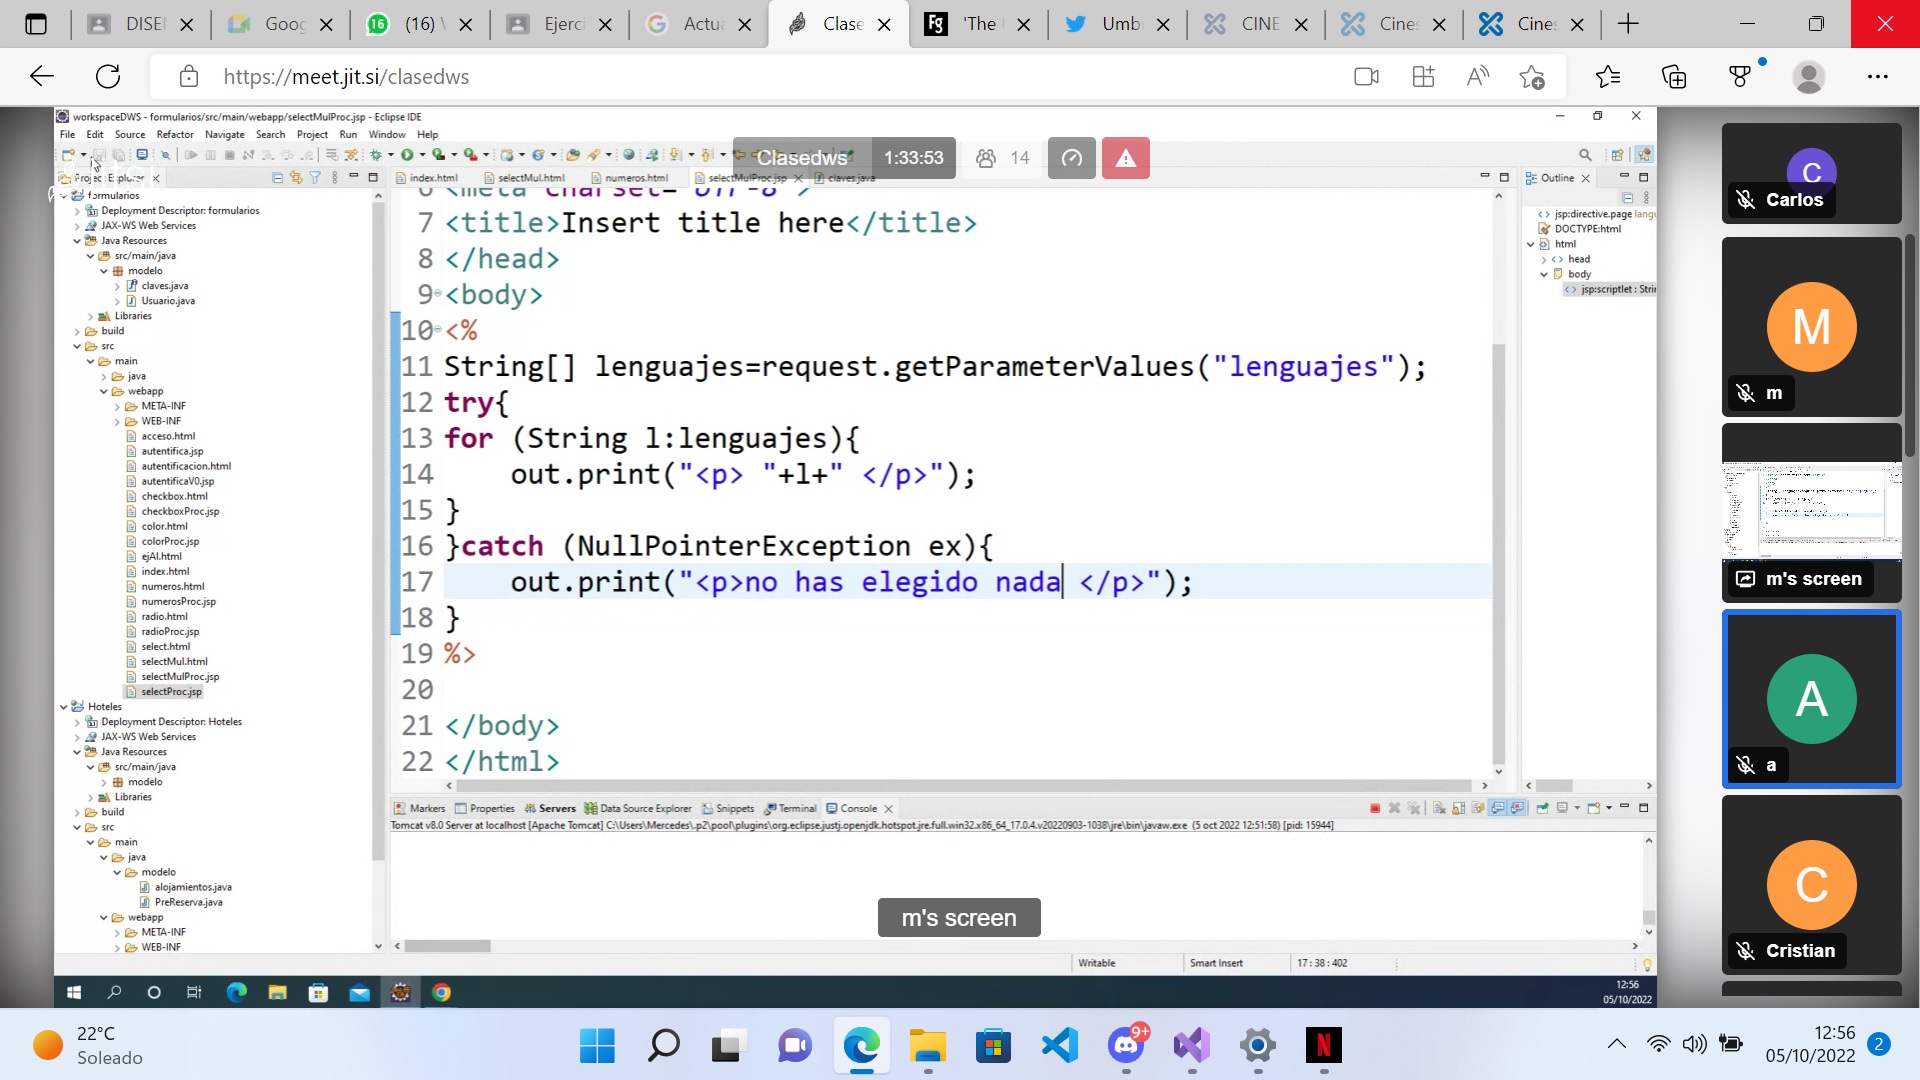 DISE
Goog
(16) \
Ejerci
Actua
Clase
'The
Umb
CINE
Cines
Cines
https://meet.jit.si/clasedws
workspaceDWS - formularios/src/main/webapp/selectMulProc.jsp - Eclipse IDE
File Edit Source Refactor Navigate Search Project Run Window Help
Clasedws 1:33:53 14
index.html selectMul.html numeros.html selectMulProc.jsp claves.java
Outline
formularios
Deployment Descriptor: formularios
JAX-WS Web Services
Java Resources
src/main/java
modelo
claves.java
Usuario.java
Libraries
build
src
main
java
webapp
META-INF
WEB-INF
acceso.html
autentifica.jsp
autentificacion.html
autentificaV0.jsp
checkbox.html
checkboxProc.jsp
color.html
colorProc.jsp
ejAI.html
index.html
numeros.html
numerosProc.jsp
radio.html
radioProc.jsp
select.html
selectMul.html
selectMulProc.jsp
selectProc.jsp
Hoteles
Deployment Descriptor: Hoteles
JAX-WS Web Services
Java Resources
src/main/java
modelo
Libraries
build
src
main
java
modelo
alojamientos.java
PreReserva.java
webapp
META-INF
WEB-INF
7 <title>Insert title here</title>
8 </head>
9 <body>
10 <%
11 String[] lenguajes=request.getParameterValues("lenguajes");
12 try{
13 for (String l:lenguajes){
14 out.print("<p> "+l+" </p>");
15 }
16 }catch (NullPointerException ex){
17 out.print("<p>no has elegido nada </p>");
18 }
19 %>
20
21 </body>
22 </html>
jsp:directive.page langu
DOCTYPE:html
html
head
body
jsp:scriptlet : Strin
Markers Properties Servers Data Source Explorer Snippets Terminal Console
Tomcat v8.0 Server at localhost [Apache Tomcat] C:\Users\Mercedes\.p2\pool\plugins\org.eclipse.justj.openjdk.hotspot.jre.full.win32.x86_64_17.0.4.v20220903-1038\jre\bin\javaw.exe (5 oct 2022 12:51:58) [pid: 15944]
m's screen
Writable Smart Insert 17 : 38 : 402
12:56
05/10/2022
C
Carlos
M
m
m's screen
A
a
C
Cristian
22°C
Soleado
9+
N
12:56
05/10/2022
2